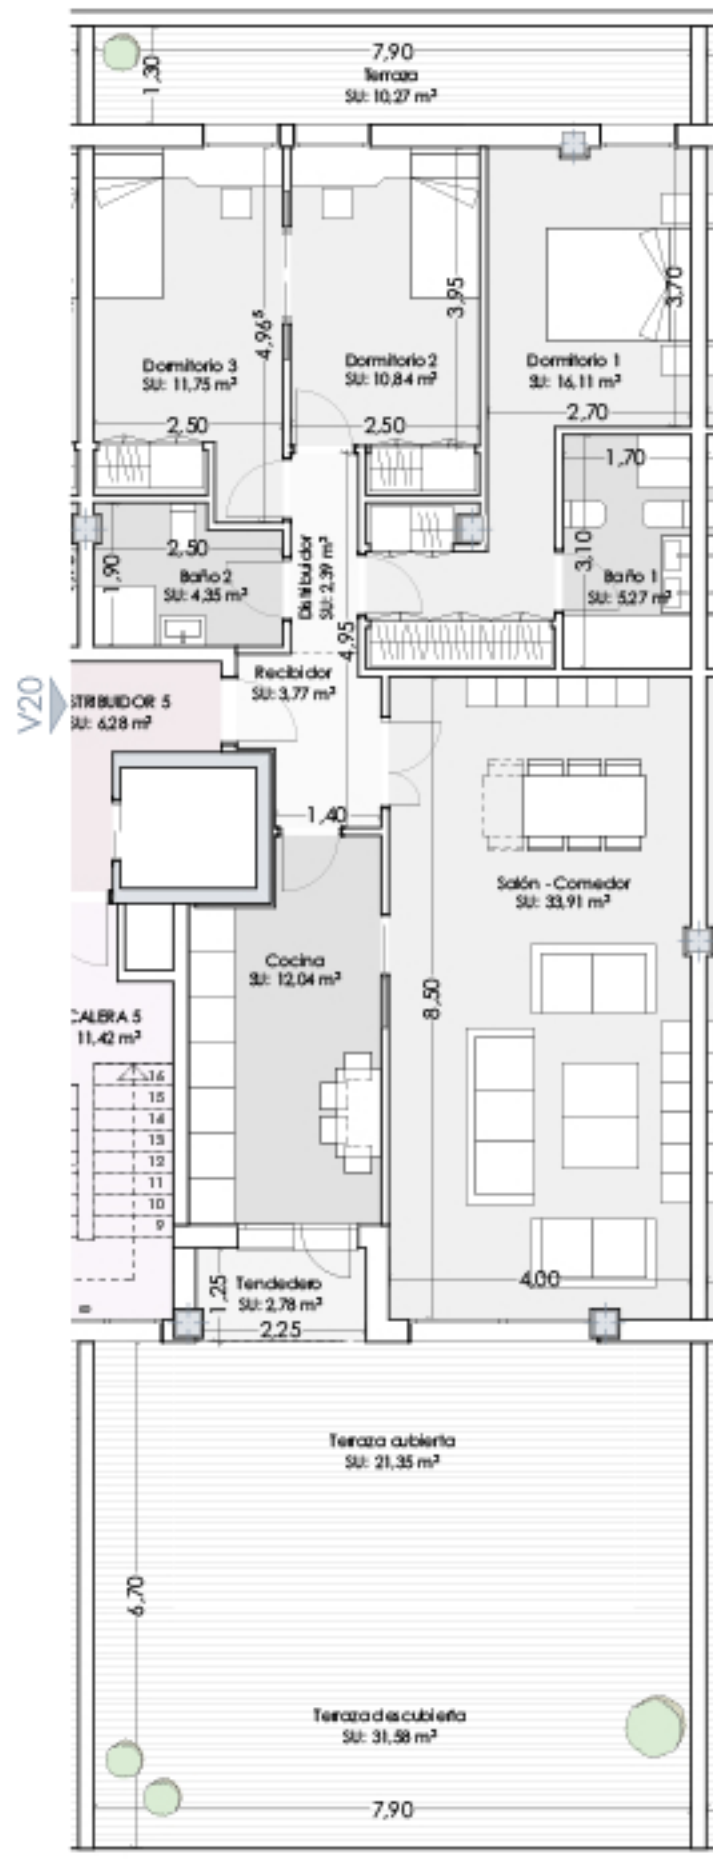 7,90
1,30
Terraza
SU: 10,27 m²
4,96⁵
3,95
3,70
Dormitorio 3
SU: 11,75 m²
Dormitorio 2
SU: 10,84 m²
Dormitorio 1
SU: 16,11 m²
2,50
2,50
2,70
1,70
2,50
1,90
Baño 2
SU: 4,35 m²
Distribuidor
SU: 2,39 m²
3,10
Baño 1
SU: 5,27 m²
4,95
Recibidor
SU: 3,77 m²
V20
STRIBUIDOR 5
SU: 6,28 m²
1,40
Salón - Comedor
SU: 33,91 m²
Cocina
SU: 12,04 m²
8,50
CALERA 5
11,42 m²
16
15
14
13
12
11
10
9
1,25
Tendedero
SU: 2,78 m²
2,25
4,00
Terraza cubierta
SU: 21,35 m²
6,70
Terraza descubierta
SU: 31,58 m²
7,90